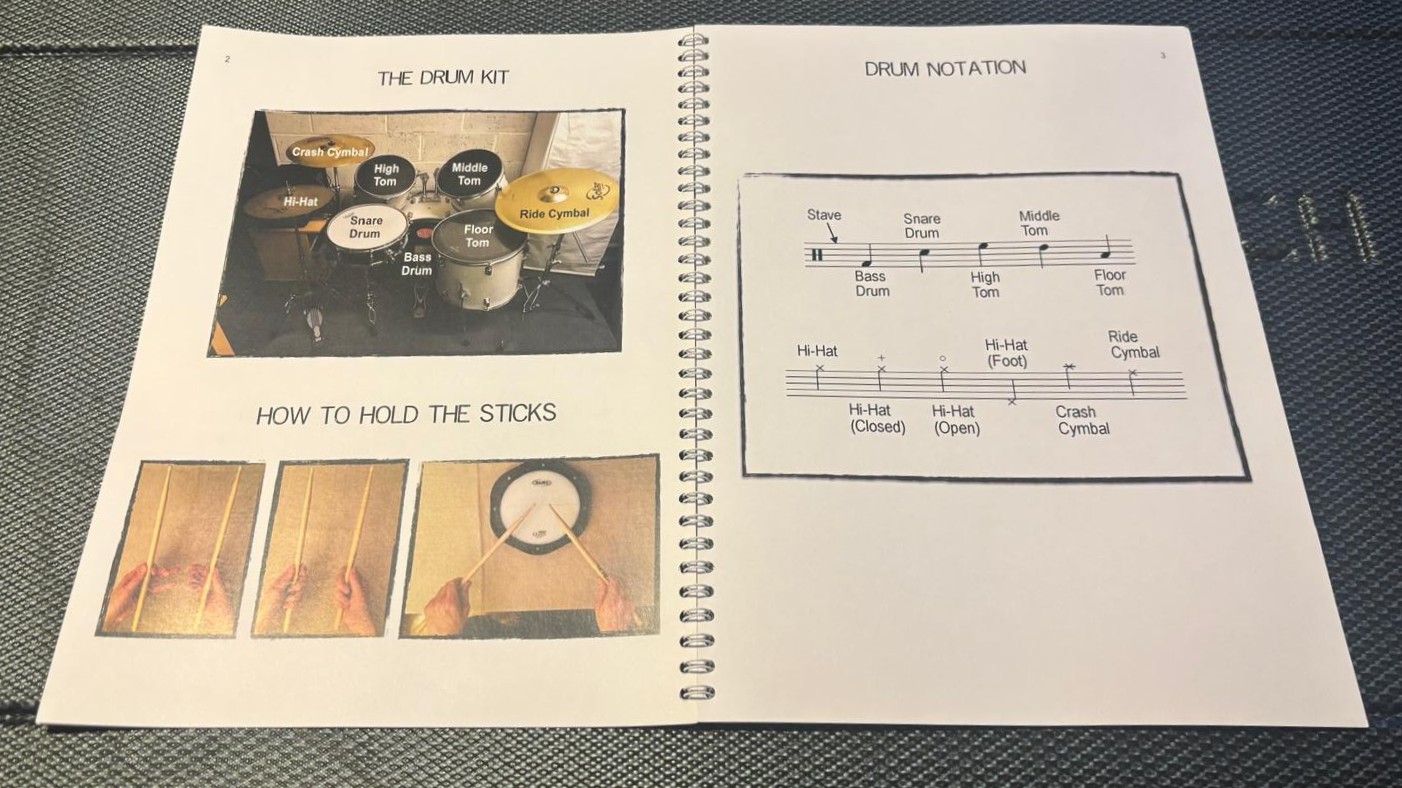 2
THE DRUM KIT
Crash Cymbal
High
Tom
Middle
Tom
Hi-Hat
Snare
Drum
Floor
Tom
Ride Cymbal
Bass
Drum
HOW TO HOLD THE STICKS
3
DRUM NOTATION
Stave
Snare
Drum
Middle
Tom
Bass
Drum
High
Tom
Floor
Tom
Hi-Hat
+
o
Hi-Hat
(Foot)
Ride
Cymbal
Hi-Hat
(Closed)
Hi-Hat
(Open)
Crash
Cymbal